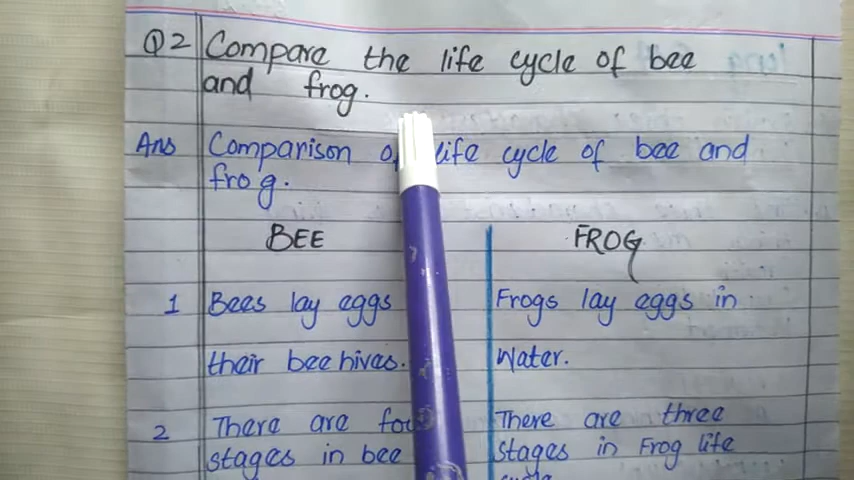 Q2 Compare the life cycle of bee
and frog.
Ans Comparison life cycle of bee and
frog.
BEE FROG
1 Bees lay eggs Frogs lay eggs in
their bee hives. Water.
2 There are There are three
stages in bee stages in Frog life